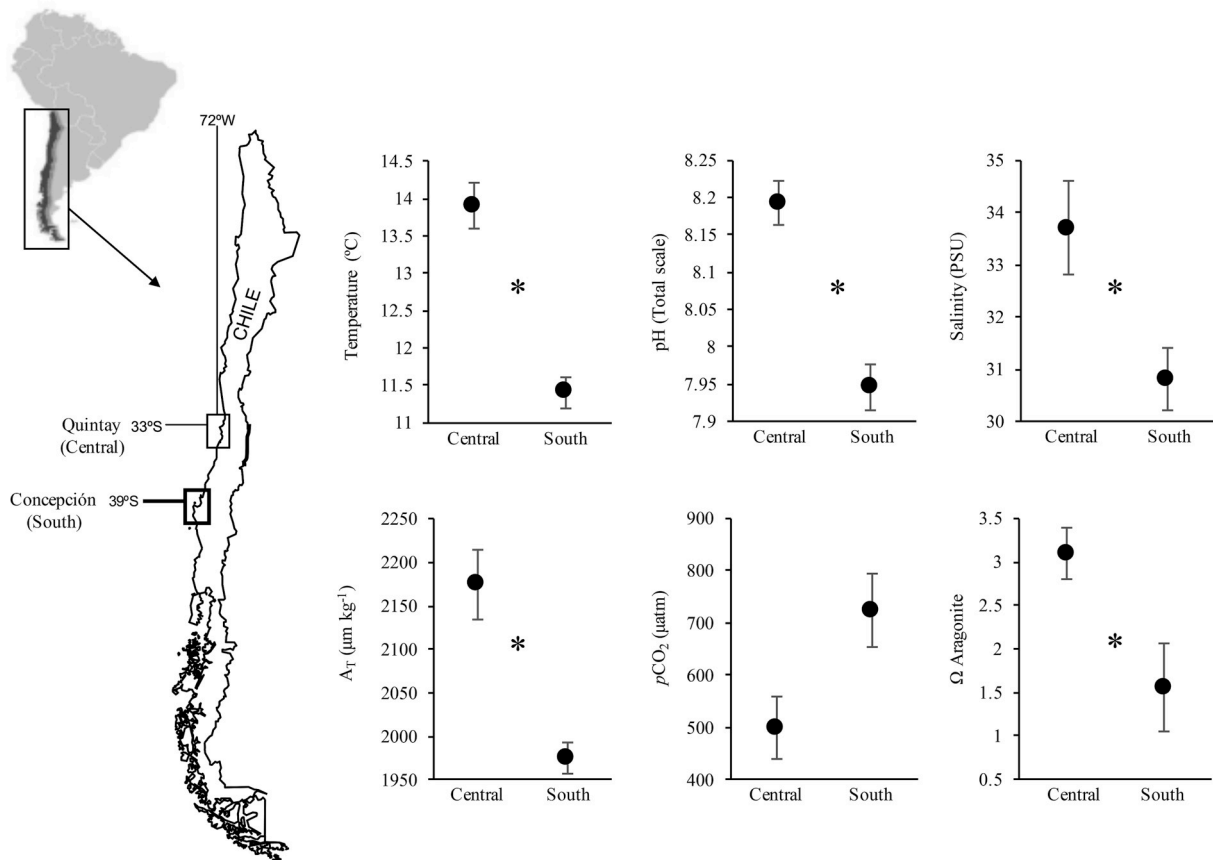 72ºW
CHILE
Quintay 33ºS
(Central)
Concepción 39ºS
(South)
Temperature (ºC)
14.5
14
13.5
13
12.5
12
11.5
11
*
Central South
pH (Total scale)
8.25
8.2
8.15
8.1
8.05
8
7.95
7.9
*
Central South
Salinity (PSU)
35
34
33
32
31
30
*
Central South
A_T (µm kg⁻¹)
2250
2200
2150
2100
2050
2000
1950
*
Central South
pCO₂ (µatm)
900
800
700
600
500
400
Central South
Ω Aragonite
3.5
3
2.5
2
1.5
1
0.5
*
Central South